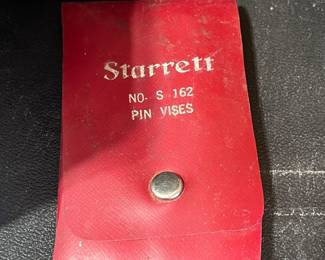 Starrett
NO. S 162
PIN VISES